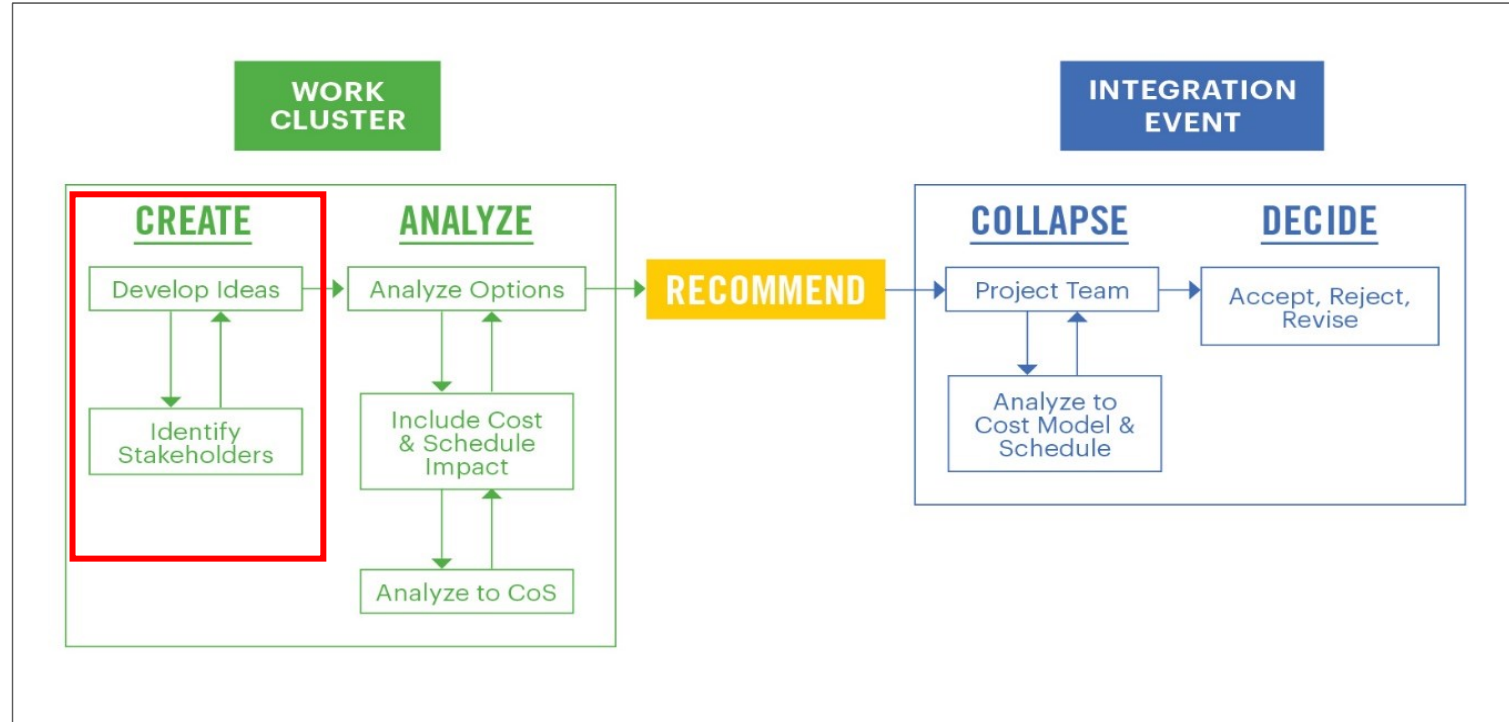 WORK
CLUSTER
INTEGRATION
EVENT
CREATE
Develop Ideas
Identify
Stakeholders
ANALYZE
Analyze Options
Include Cost
& Schedule
Impact
Analyze to CoS
RECOMMEND
COLLAPSE
Project Team
Analyze to
Cost Model &
Schedule
DECIDE
Accept, Reject,
Revise